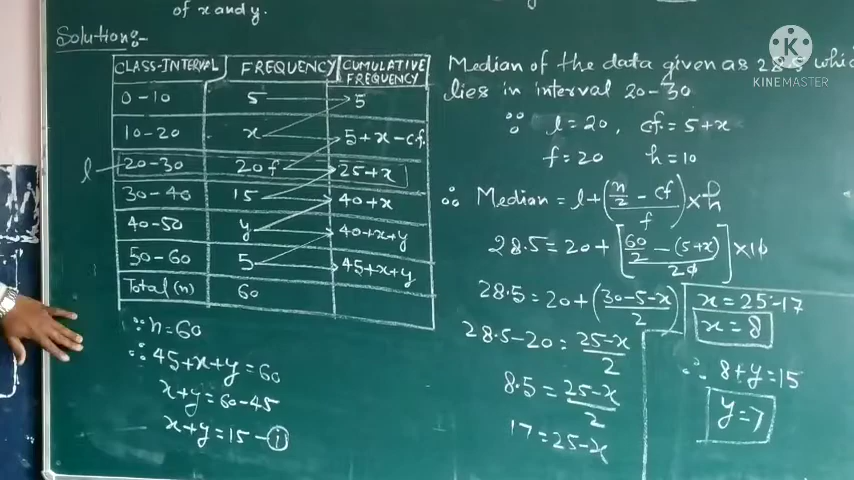 of x and y.
Solution:-
CLASS-INTERVAL FREQUENCY CUMULATIVE FREQUENCY
0-10 5 5
10-20 x 5+x-cf.
l 20-30 20 f 25+x
30-40 15 40+x
40-50 y 40+x+y
50-60 5 45+x+y
Total (n) 60
∵ n=60
∴ 45+x+y=60
x+y=60-45
x+y=15-①
Median of the data given as 28.5
lies in interval 20-30
l=20, cf=5+x
f=20 h=10
∴ Median = l+(n/2 - cf / f)×h
28.5=20+[60/2 -(5+x) / 20]×10
28.5=20+(30-5-x / 2)
28.5-20=25-x / 2
8.5=25-x / 2
17=25-x
x=25-17
x=8
∴ 8+y=15
y=7
K
KINEMASTER